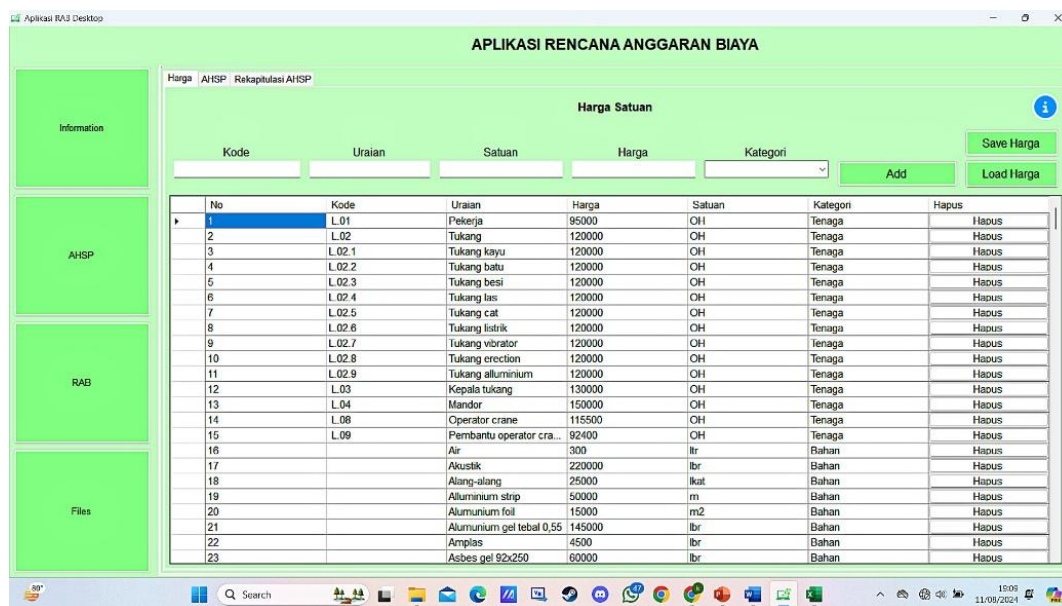 Aplikasi RAB Desktop
APLIKASI RENCANA ANGGARAN BIAYA
Harga AHSP Rekapitulasi AHSP
Information
AHSP
RAB
Files
Harga Satuan
Save Harga
Kode Uraian Satuan Harga Kategori
Add Load Harga
No Kode Uraian Harga Satuan Kategori Hapus
1 L.01 Pekerja 95000 OH Tenaga Hapus
2 L.02 Tukang 120000 OH Tenaga Hapus
3 L.02.1 Tukang kayu 120000 OH Tenaga Hapus
4 L.02.2 Tukang batu 120000 OH Tenaga Hapus
5 L.02.3 Tukang besi 120000 OH Tenaga Hapus
6 L.02.4 Tukang las 120000 OH Tenaga Hapus
7 L.02.5 Tukang cat 120000 OH Tenaga Hapus
8 L.02.6 Tukang listrik 120000 OH Tenaga Hapus
9 L.02.7 Tukang vibrator 120000 OH Tenaga Hapus
10 L.02.8 Tukang erection 120000 OH Tenaga Hapus
11 L.02.9 Tukang alluminium 120000 OH Tenaga Hapus
12 L.03 Kepala tukang 130000 OH Tenaga Hapus
13 L.04 Mandor 150000 OH Tenaga Hapus
14 L.08 Operator crane 115500 OH Tenaga Hapus
15 L.09 Pembantu operator cra... 92400 OH Tenaga Hapus
16 Air 300 ltr Bahan Hapus
17 Akustik 220000 lbr Bahan Hapus
18 Alang-alang 25000 Ikat Bahan Hapus
19 Alluminium strip 50000 m Bahan Hapus
20 Alumunium foil 15000 m2 Bahan Hapus
21 Alumunium gel tebal 0,55 145000 lbr Bahan Hapus
22 Amplas 4500 lbr Bahan Hapus
23 Asbes gel 92x250 60000 lbr Bahan Hapus
Search
11/08/2024